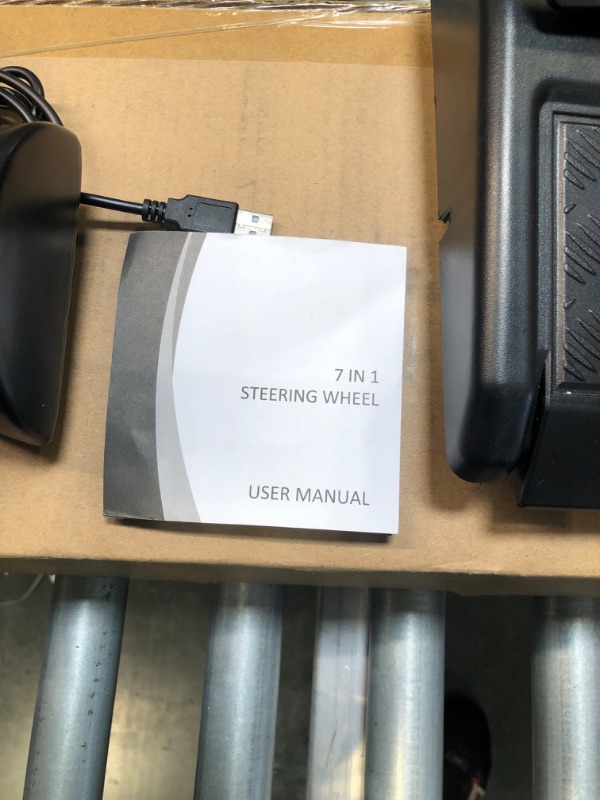 7 IN 1
STEERING WHEEL
USER MANUAL